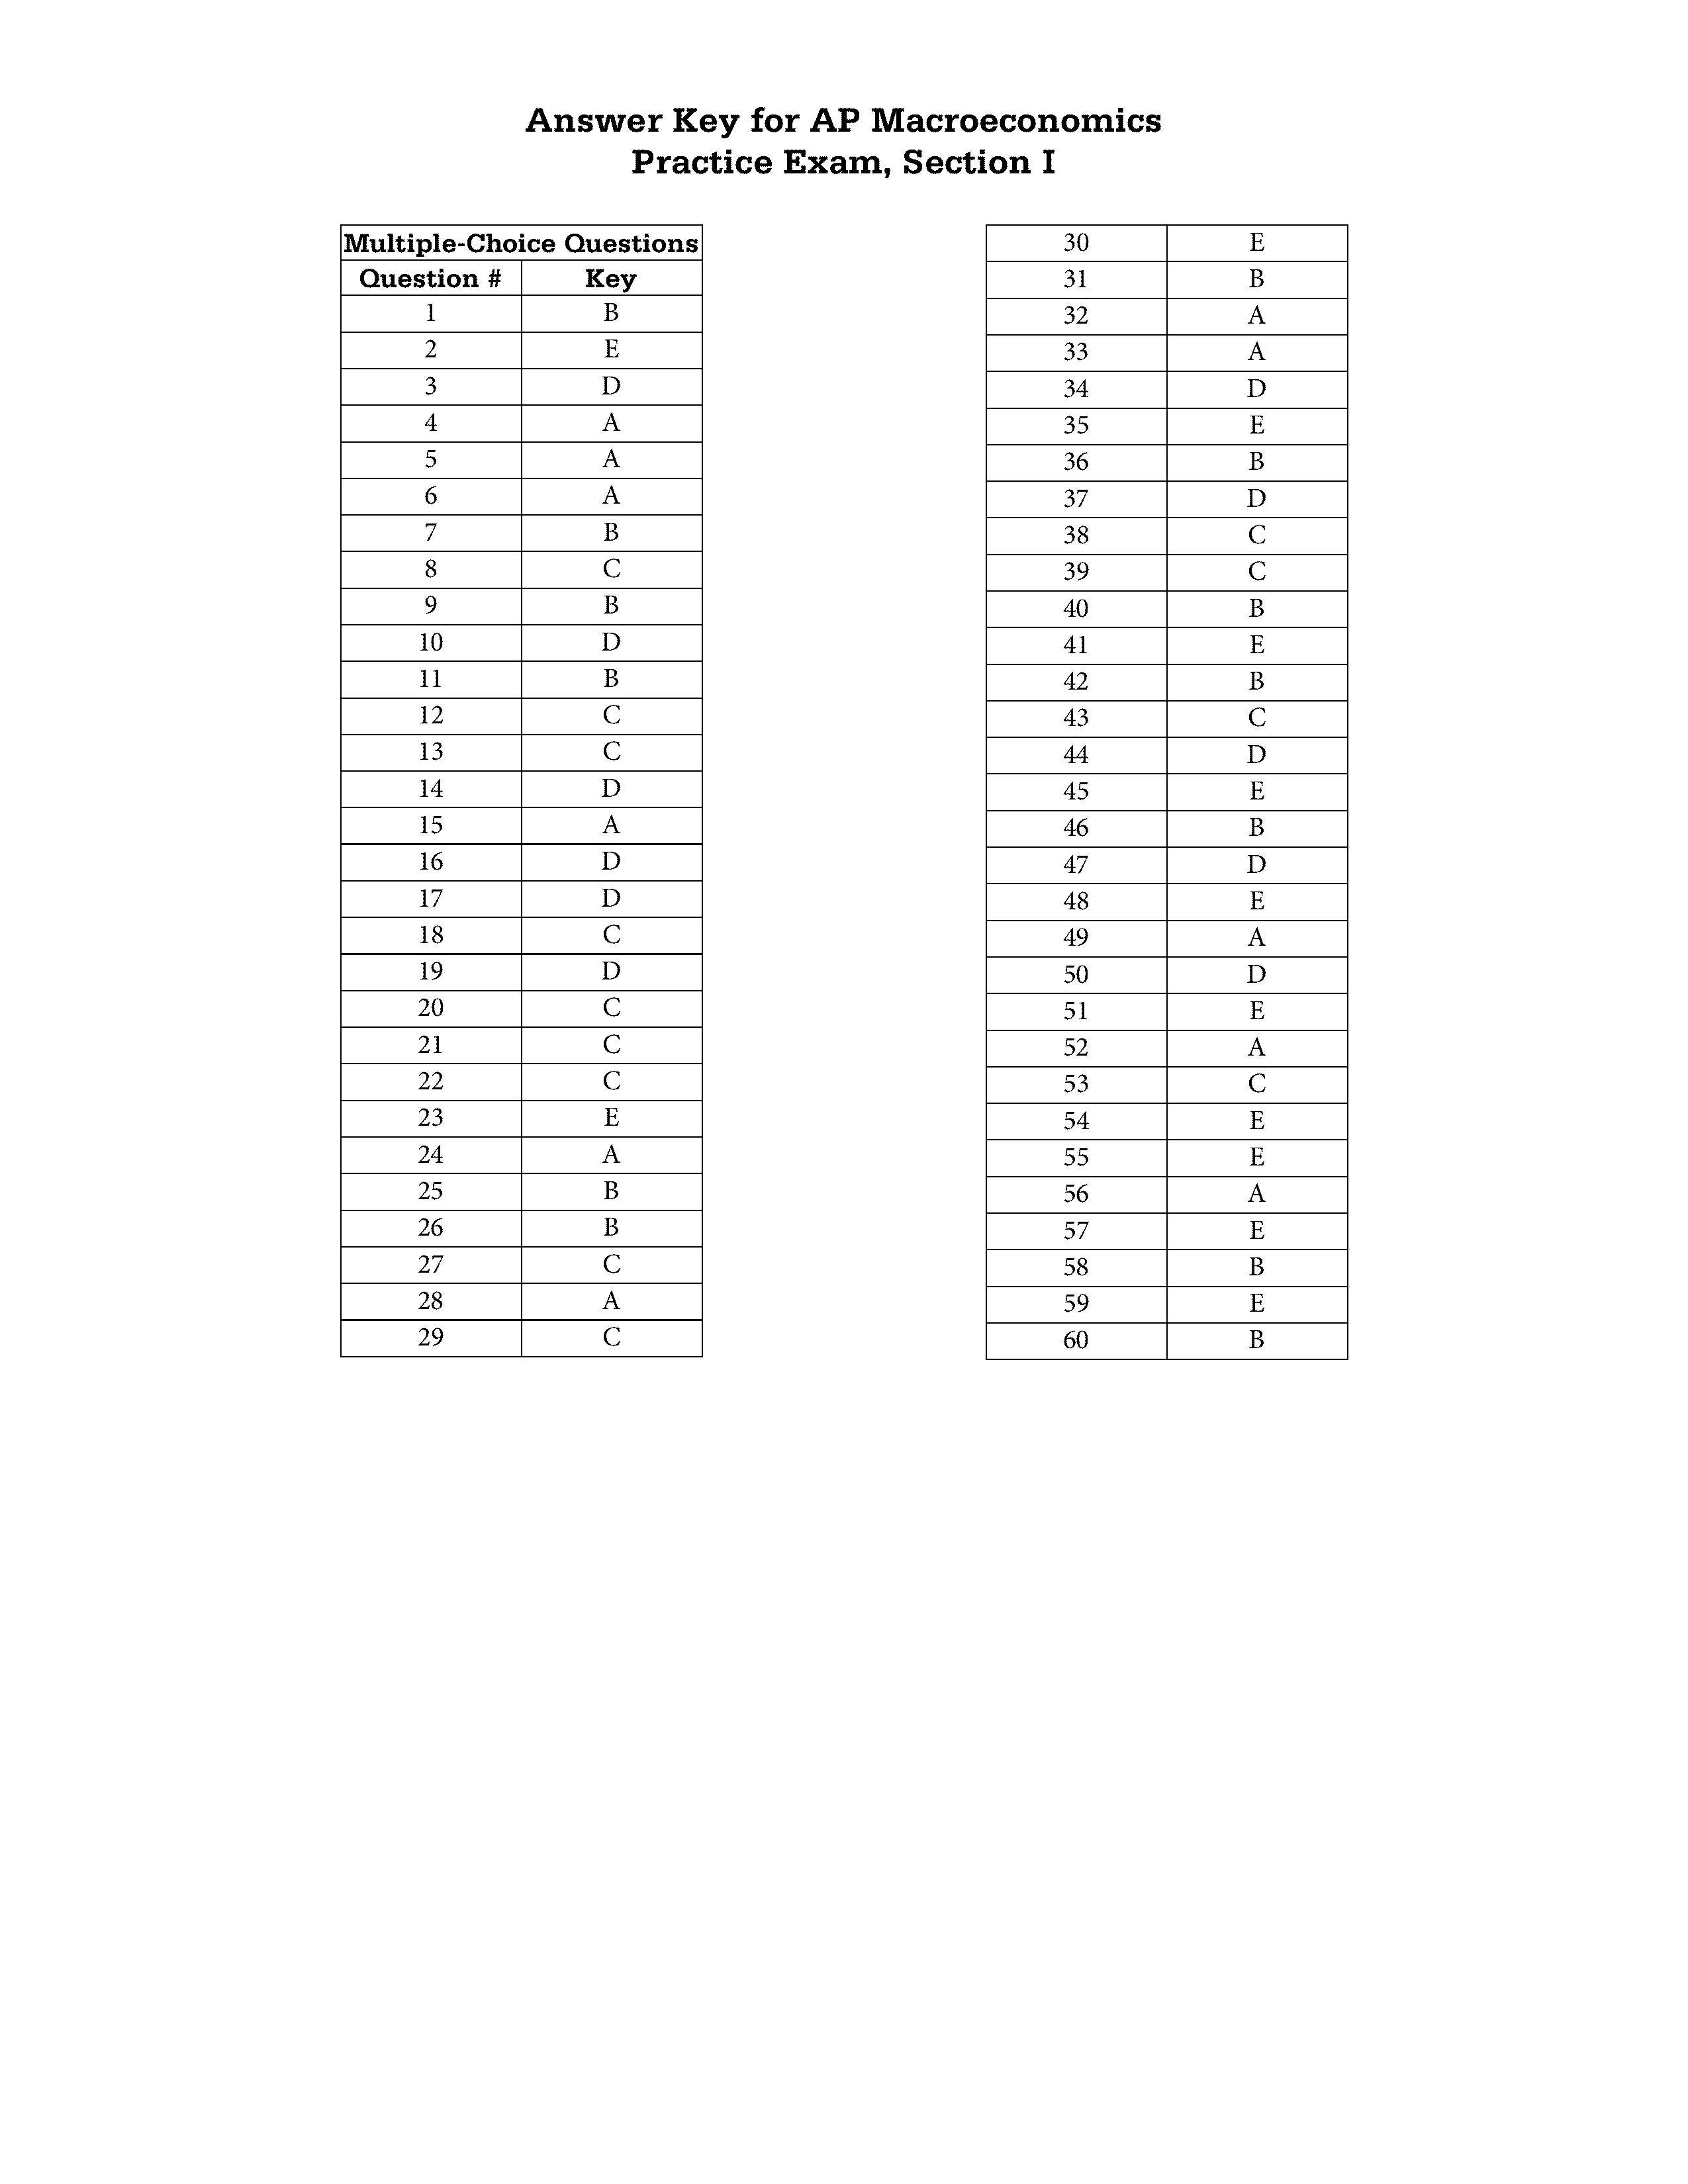 Answer Key for AP Macroeconomics
Practice Exam, Section I
Multiple-Choice Questions
Question # Key
1 B
2 E
3 D
4 A
5 A
6 A
7 B
8 C
9 B
10 D
11 B
12 C
13 C
14 D
15 A
16 D
17 D
18 C
19 D
20 C
21 C
22 C
23 E
24 A
25 B
26 B
27 C
28 A
29 C
30 E
31 B
32 A
33 A
34 D
35 E
36 B
37 D
38 C
39 C
40 B
41 E
42 B
43 C
44 D
45 E
46 B
47 D
48 E
49 A
50 D
51 E
52 A
53 C
54 E
55 E
56 A
57 E
58 B
59 E
60 B